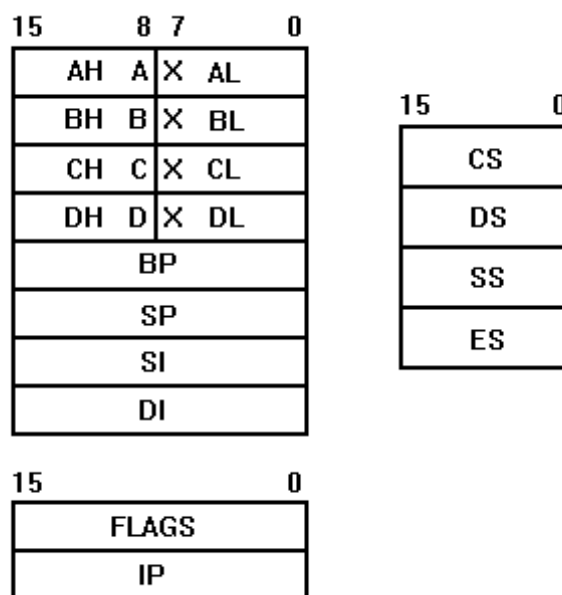 15 8 7 0
AH A X AL
BH B X BL
CH C X CL
DH D X DL
BP
SP
SI
DI
15 0
FLAGS
IP
15 0
CS
DS
SS
ES